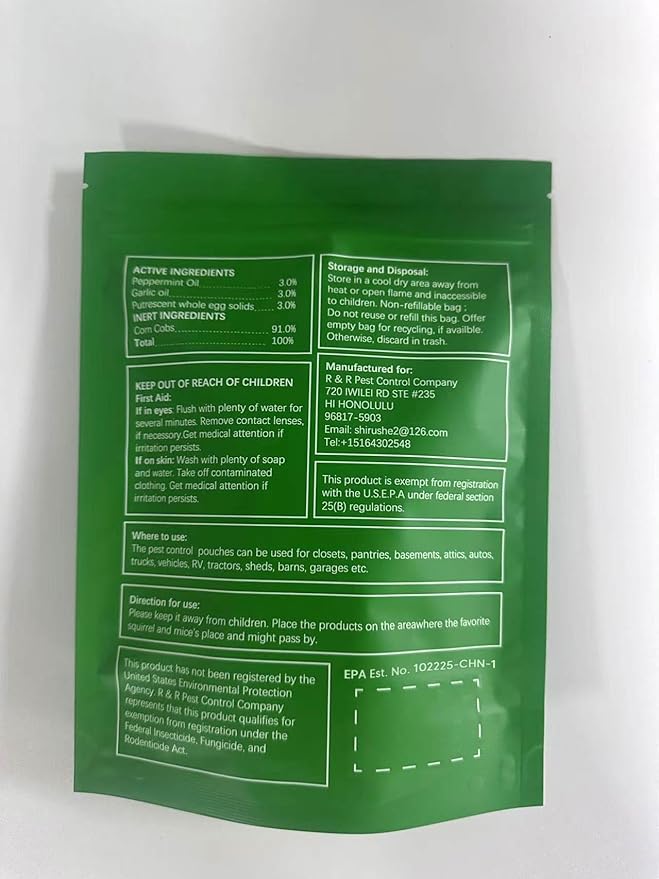 ACTIVE INGREDIENTS
Peppermint Oil 3.0%
Garlic oil 3.0%
Putrescent whole egg solids 3.0%
INERT INGREDIENTS
Corn Cobs 91.0%
Total 100%
Storage and Disposal:
Store in a cool dry area away from
heat or open flame and inaccessible
to children. Non-refillable bag ;
Do not reuse or refill this bag. Offer
empty bag for recycling, if availble.
Otherwise, discard in trash.
KEEP OUT OF REACH OF CHILDREN
First Aid:
If in eyes: Flush with plenty of water for
several minutes. Remove contact lenses,
if necessary.Get medical attention if
irritation persists.
If on skin: Wash with plenty of soap
and water. Take off contaminated
clothing. Get medical attention if
irritation persists.
Manufactured for:
R & R Pest Control Company
720 IWILEI RD STE #235
HI HONOLULU
96817-5903
Email: shirushe2@126.com
Tel:+15164302548
This product is exempt from registration
with the U.S.E.P.A under federal section
25(B) regulations.
Where to use:
The pest control pouches can be used for closets, pantries, basements, attics, autos,
trucks, vehicles, RV, tractors, sheds, barns, garages etc.
Direction for use:
Please keep it away from children. Place the products on the areawhere the favorite
squirrel and mice's place and might pass by.
This product has not been registered by the
United States Environmental Protection
Agency. R & R Pest Control Company
represents that this product qualifies for
exemption from registration under the
Federal Insecticide. Fungicide, and
Rodenticide Act.
EPA Est. No. 102225-CHN-1